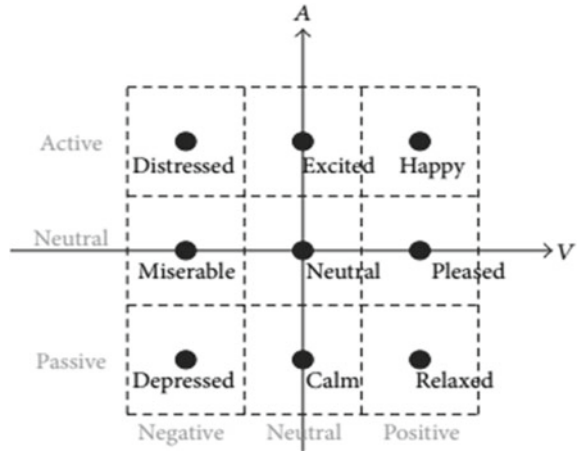 A
Active
Distressed Excited Happy
Neutral
V
Miserable Neutral Pleased
Passive
Depressed Calm Relaxed
Negative Neutral Positive